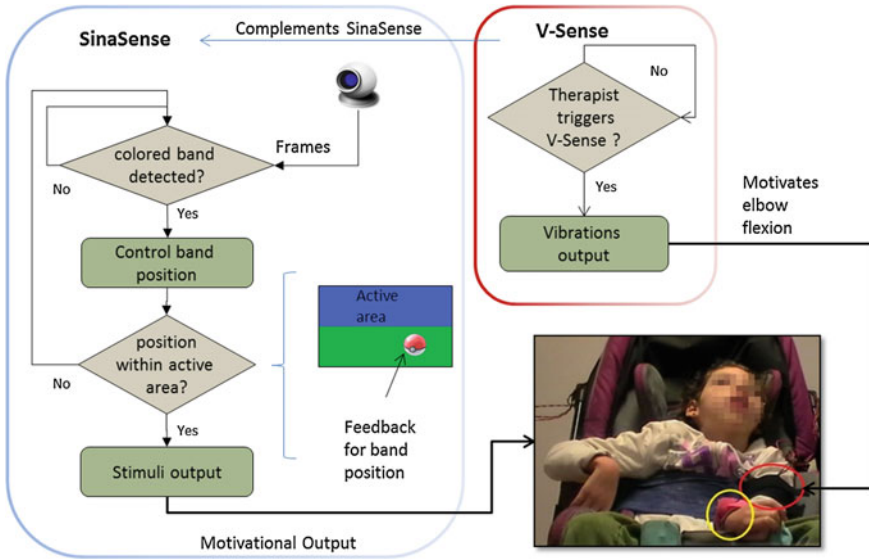 SinaSense
Complements SinaSense
V-Sense
No
Therapist
triggers
V-Sense ?
Yes
Vibrations
output
Motivates
elbow
flexion
Frames
colored band
detected?
No
Yes
Control band
position
Active
area
position
within active
area?
No
Yes
Feedback
for band
position
Stimuli output
Motivational Output